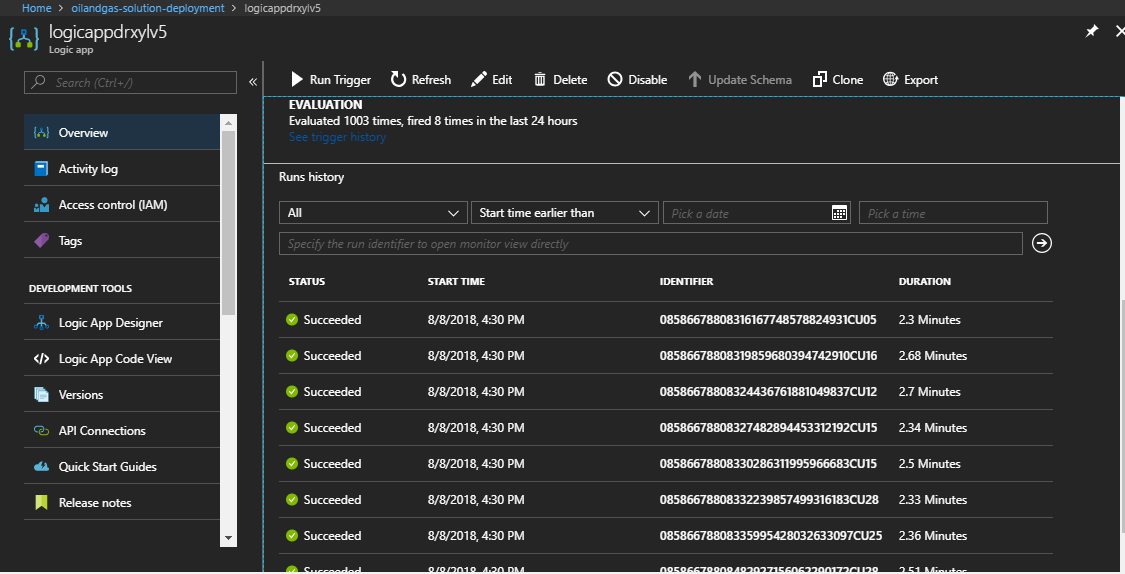 Home > oilandgas-solution-deployment > logicappdrxylv5
logicappdrxylv5
Logic app
Search (Ctrl+/)
«
Run Trigger Refresh Edit Delete Disable Update Schema Clone Export
Overview
Activity log
Access control (IAM)
Tags
DEVELOPMENT TOOLS
Logic App Designer
Logic App Code View
Versions
API Connections
Quick Start Guides
Release notes
EVALUATION
Evaluated 1003 times, fired 8 times in the last 24 hours
See trigger history
Runs history
All Start time earlier than Pick a date Pick a time
Specify the run identifier to open monitor view directly
STATUS START TIME IDENTIFIER DURATION
Succeeded 8/8/2018, 4:30 PM 08586678808316167748578824931CU05 2.3 Minutes
Succeeded 8/8/2018, 4:30 PM 08586678808319859680394742910CU16 2.68 Minutes
Succeeded 8/8/2018, 4:30 PM 08586678808324436761881049837CU12 2.7 Minutes
Succeeded 8/8/2018, 4:30 PM 08586678808327482894453312192CU15 2.34 Minutes
Succeeded 8/8/2018, 4:30 PM 08586678808330286311995966683CU15 2.5 Minutes
Succeeded 8/8/2018, 4:30 PM 08586678808332239857499316183CU28 2.33 Minutes
Succeeded 8/8/2018, 4:30 PM 08586678808335995428032633097CU25 2.36 Minutes
Succeeded 8/8/2018, 4:30 PM 2.51 Minutes